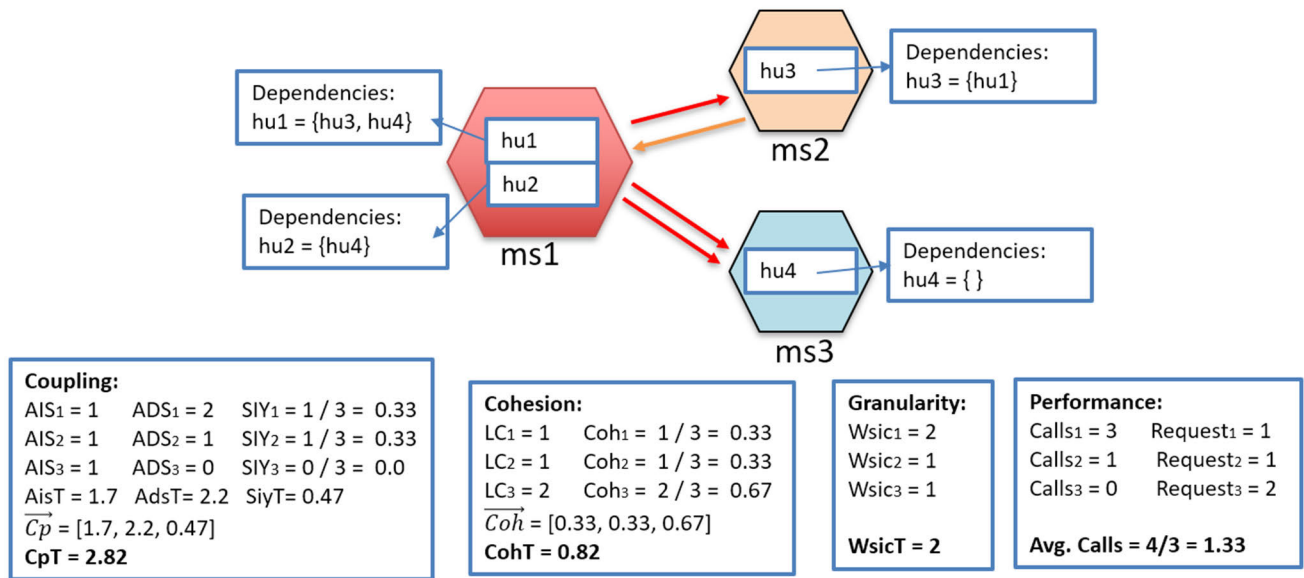 Dependencies:
hu1 = {hu3, hu4}
Dependencies:
hu2 = {hu4}
hu1
hu2
ms1
hu3
ms2
Dependencies:
hu3 = {hu1}
hu4
ms3
Dependencies:
hu4 = { }
Coupling:
AIS1 = 1 ADS1 = 2 SIY1 = 1 / 3 = 0.33
AIS2 = 1 ADS2 = 1 SIY2 = 1 / 3 = 0.33
AIS3 = 1 ADS3 = 0 SIY3 = 0 / 3 = 0.0
AisT = 1.7 AdsT= 2.2 SiyT= 0.47
Cp = [1.7, 2.2, 0.47]
CpT = 2.82
Cohesion:
LC1 = 1 Coh1 = 1 / 3 = 0.33
LC2 = 1 Coh2 = 1 / 3 = 0.33
LC3 = 2 Coh3 = 2 / 3 = 0.67
Coh = [0.33, 0.33, 0.67]
CohT = 0.82
Granularity:
Wsic1 = 2
Wsic2 = 1
Wsic3 = 1
WsicT = 2
Performance:
Calls1 = 3 Request1 = 1
Calls2 = 1 Request2 = 1
Calls3 = 0 Request3 = 2
Avg. Calls = 4/3 = 1.33